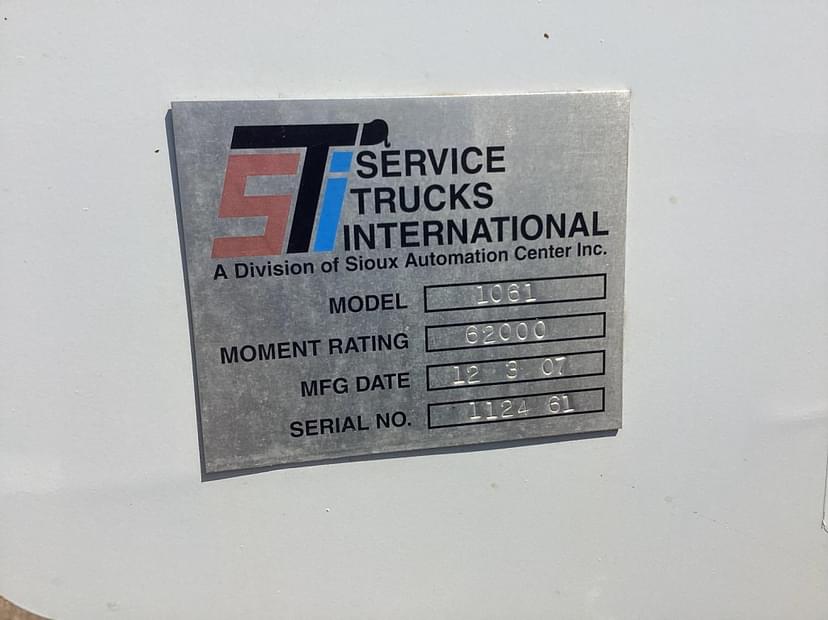 STi SERVICE
TRUCKS
INTERNATIONAL
A Division of Sioux Automation Center Inc.
MODEL 1061
MOMENT RATING 62000
MFG DATE 12 3 07
SERIAL NO. 1124 61